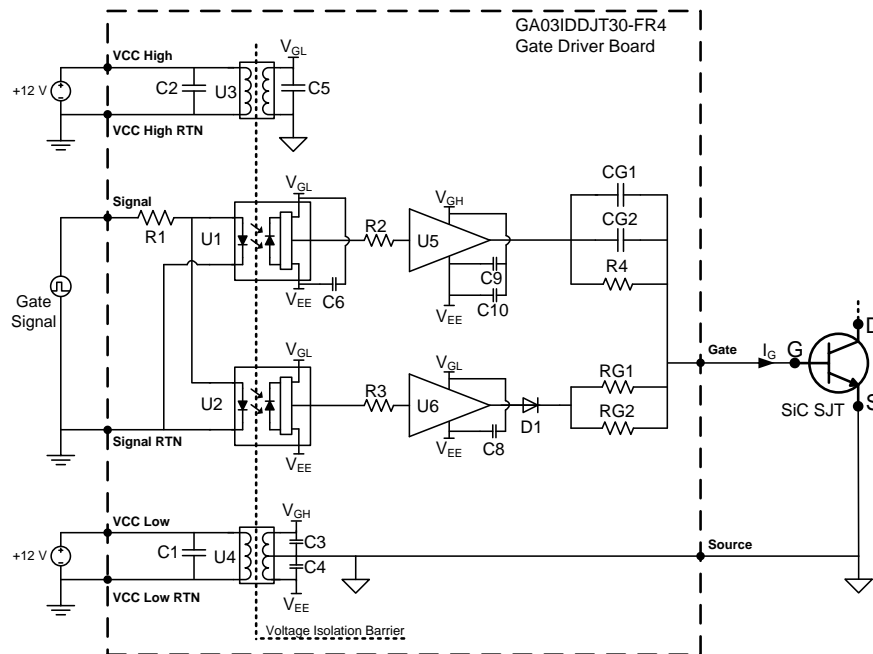 GA03IDDJT30-FR4
Gate Driver Board
VCC High
+12 V
C2
U3
VGL
C5
VCC High RTN
Signal
R1
U1
VGL
VEE
C6
R2
VGH
U5
C9
C10
VEE
CG1
CG2
R4
Gate
Signal
Gate
IG
G
D
S
SiC SJT
U2
VGL
VEE
R3
VGL
U6
VEE
C8
D1
RG1
RG2
Signal RTN
VCC Low
+12 V
C1
U4
VGH
C3
C4
VEE
Source
VCC Low RTN
Voltage Isolation Barrier